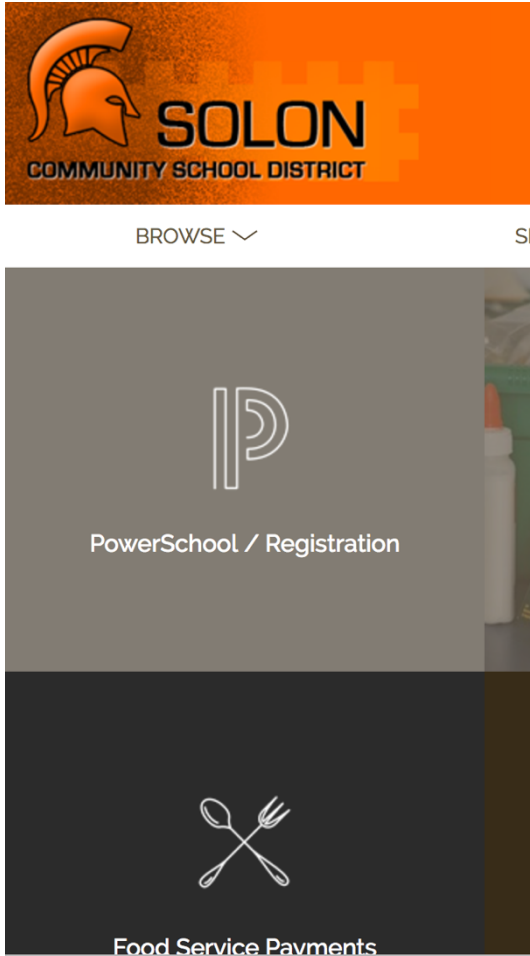 SOLON
COMMUNITY SCHOOL DISTRICT
BROWSE
PowerSchool / Registration
Food Service Payments